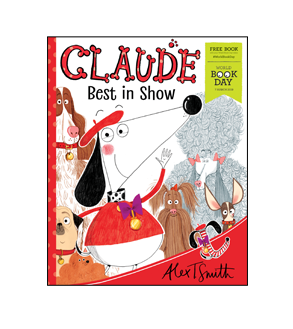 CLAUDE
Best in Show
FREE BOOK
WORLD
BOOK
DAY
Alex T Smith